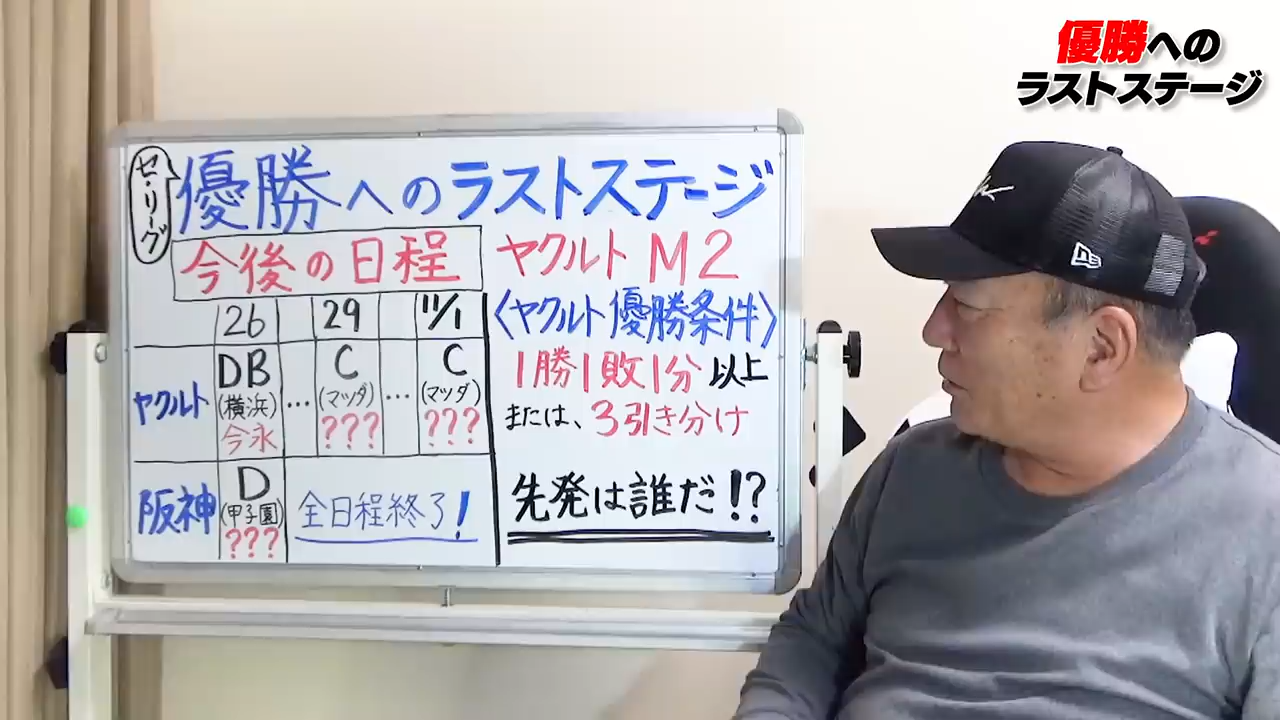 優勝への
ラストステージ
セ・リーグ
優勝へのラストステージ
今後の日程
ヤクルト M2
26 29 11/1
〈ヤクルト優勝条件〉
ヤクルト DB (横浜) 今永 … C (マツダ) ??? … C (マツダ) ???
1勝1敗1分以上
または、3引き分け
阪神 D (甲子園) ??? 全日程終了!
先発は誰だ!?